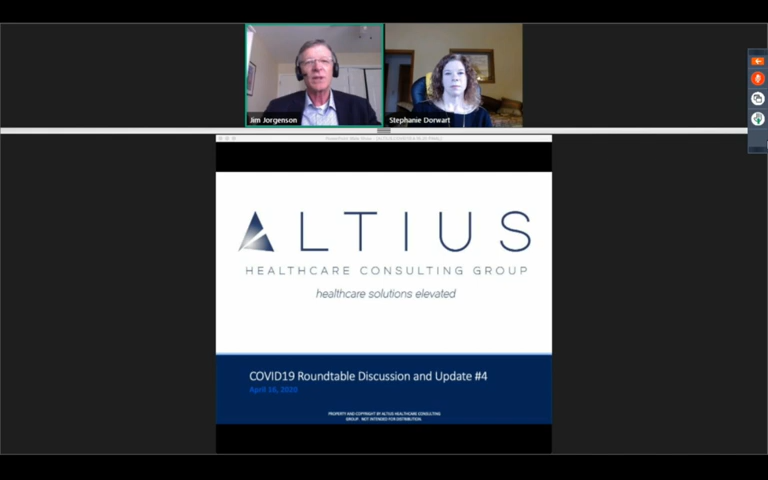 Jim Jorgenson
Stephanie Dorwart
ALTIUS
HEALTHCARE CONSULTING GROUP
healthcare solutions elevated
COVID19 Roundtable Discussion and Update #4
April 16, 2020
PROPERTY AND COPYRIGHT BY ALTIUS HEALTHCARE CONSULTING
GROUP. NOT INTENDED FOR DISTRIBUTION.